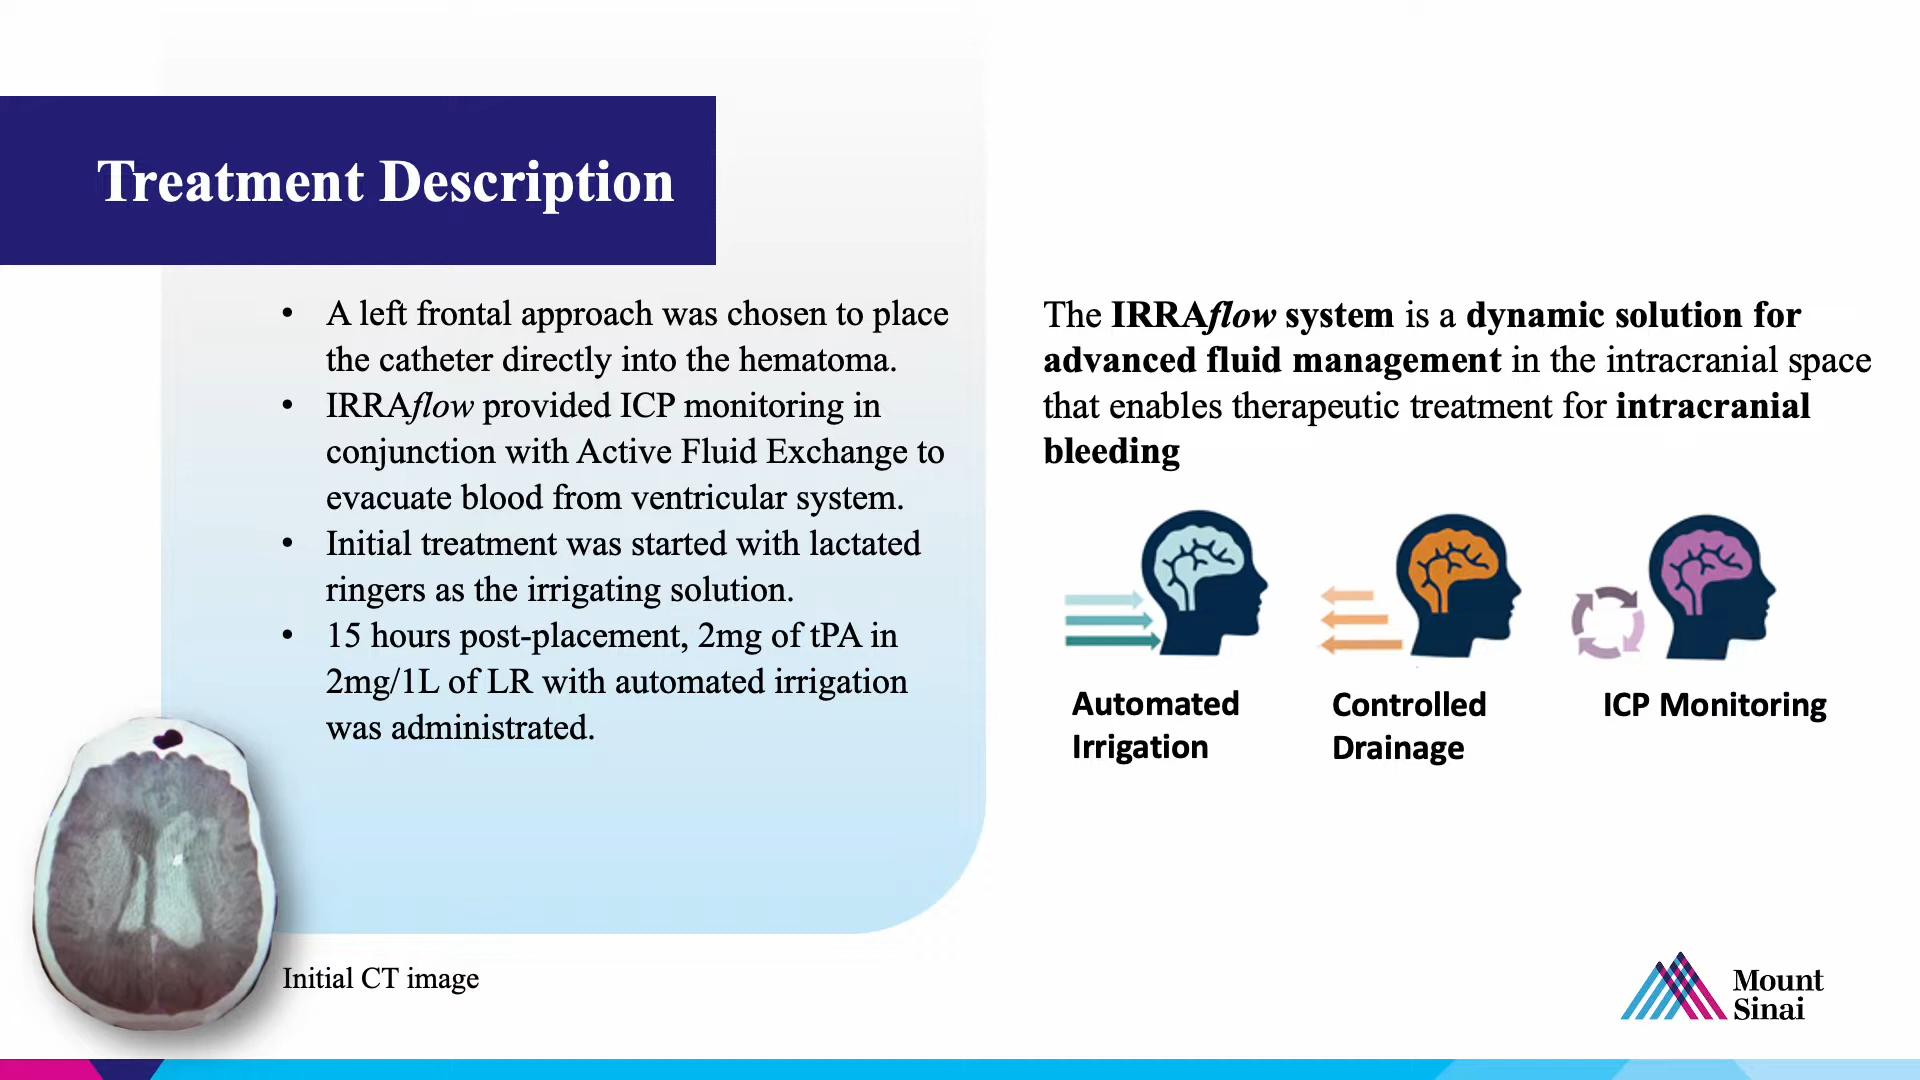 Treatment Description
• A left frontal approach was chosen to place
the catheter directly into the hematoma.
• IRRAflow provided ICP monitoring in
conjunction with Active Fluid Exchange to
evacuate blood from ventricular system.
• Initial treatment was started with lactated
ringers as the irrigating solution.
• 15 hours post-placement, 2mg of tPA in
2mg/1L of LR with automated irrigation
was administrated.
Initial CT image
The IRRAflow system is a dynamic solution for
advanced fluid management in the intracranial space
that enables therapeutic treatment for intracranial
bleeding
Automated
Irrigation
Controlled
Drainage
ICP Monitoring
Mount
Sinai